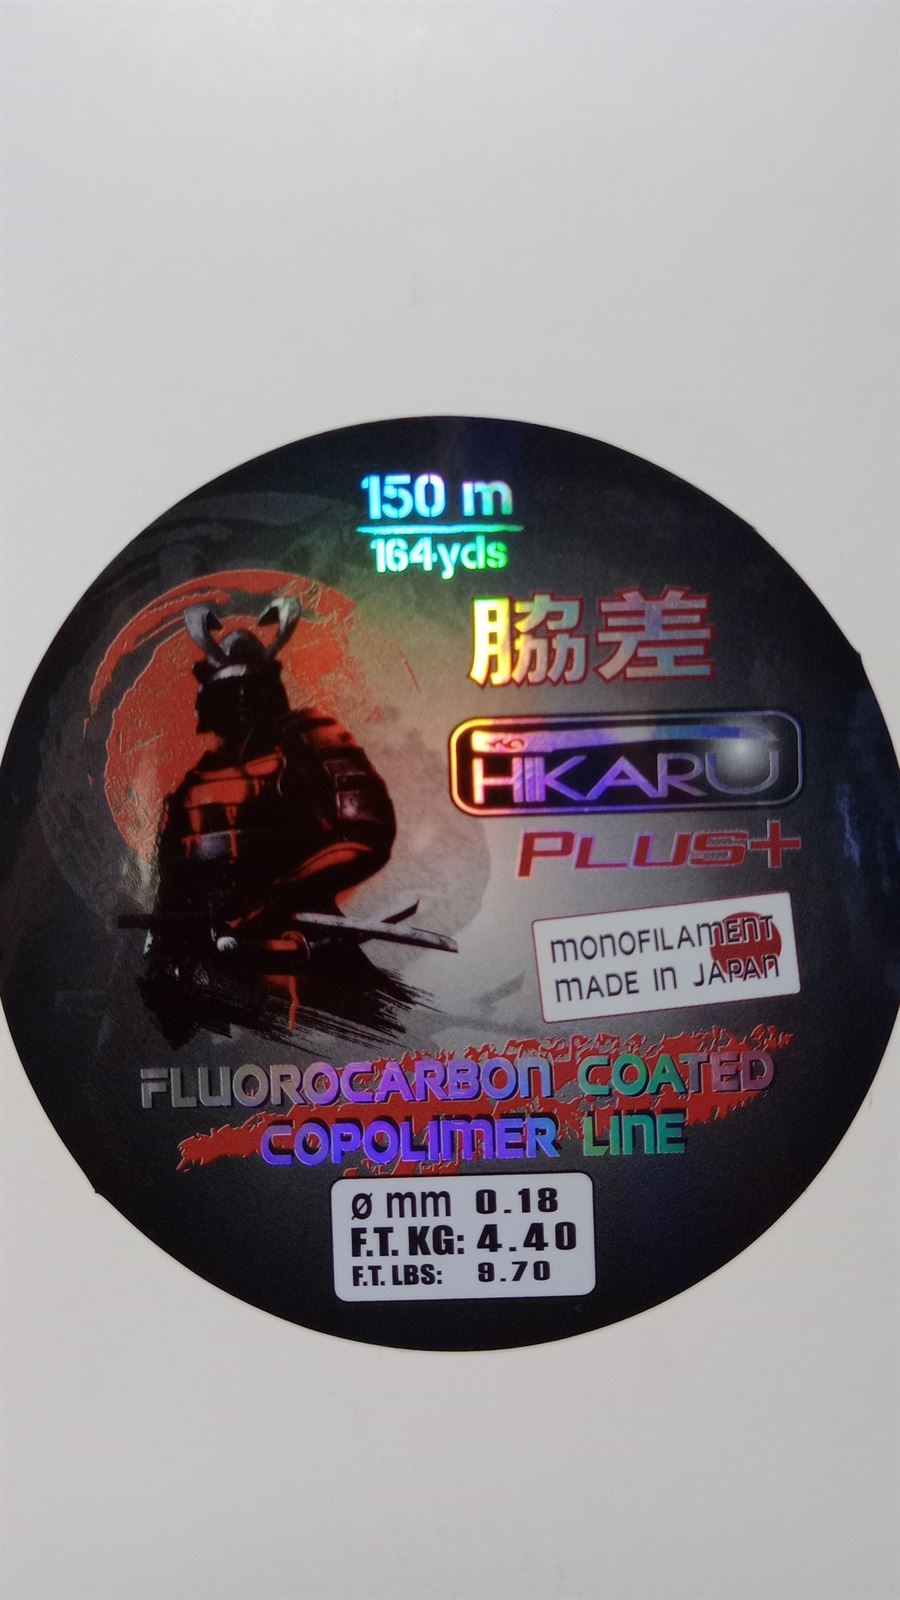 150 m
164yds
脇差
HIKARU
PLUS+
MONOFILAMENT
MADE IN JAPAN
FLUOROCARBON COATED
COPOLIMER LINE
ø mm 0.18
F.T. KG: 4.40
F.T. LBS: 9.70